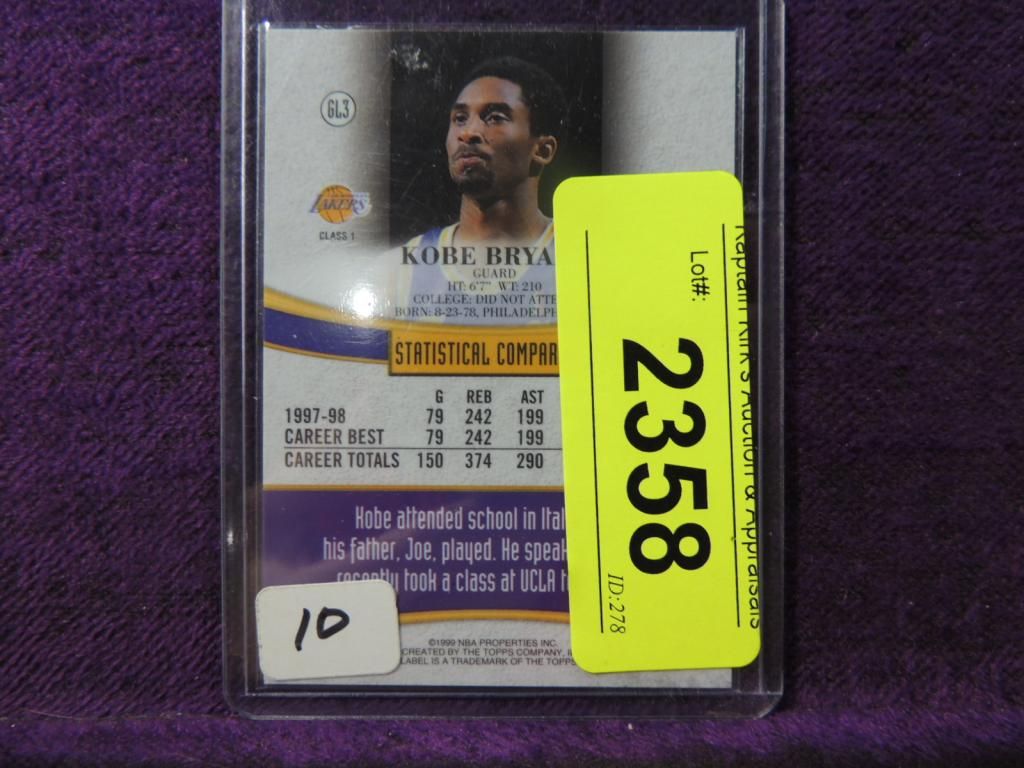 GL3
LAKERS
CLASS 1
KOBE BRYA
GUARD
HT: 6'7" WT: 210
COLLEGE: DID NOT ATTE
BORN: 8-23-78, PHILADELPH
STATISTICAL COMPAR
G REB AST
1997-98 79 242 199
CAREER BEST 79 242 199
CAREER TOTALS 150 374 290
Kobe attended school in Ital
his father, Joe, played. He speak
recently took a class at UCLA t
©1999 NBA PROPERTIES INC.
CREATED BY THE TOPPS COMPANY, I
LABEL IS A TRADEMARK OF THE TOPPS
10
Kaptain Kirk's Auction & Appraisals
Lot#:
2358
ID:278